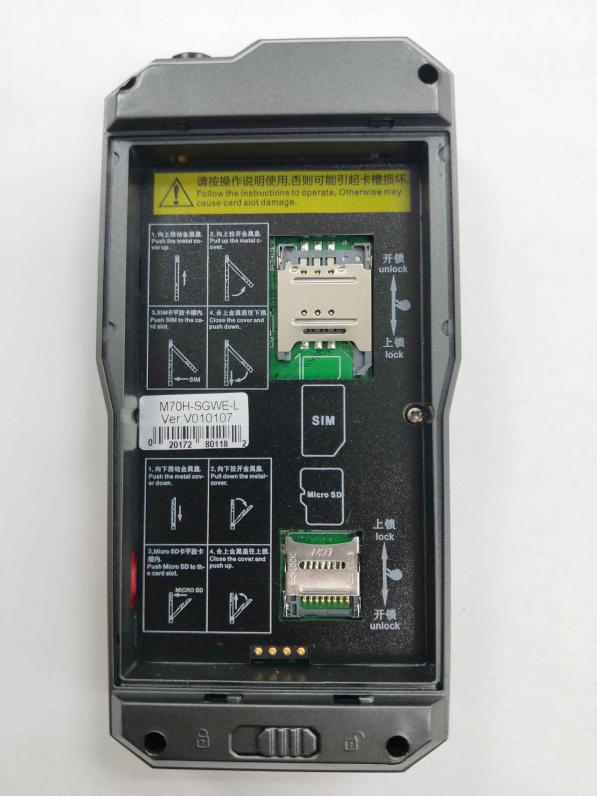 请按操作说明使用,否则可能引起卡槽损坏.
Follow the instructions to operate, Otherwise may
cause card slot damage.
1.向上推动金属盖.
Push the metal co-
ver up.
2.向上拉开金属盖.
Pull up the metal c-
over.
3.SIM卡平放卡槽内.
Push SIM to the ca-
rd slot.
4.合上金属盖往下推.
Close the cover and
push down.
SIM
开锁
unlock
上锁
lock
M70H-SGWE-L
Ver V010107
0 20172 80118 2
SIM
Micro SD
1.向下推动金属盖.
Push the metal cov-
er down.
2.向下拉开金属盖.
Pull down the metal-
cover.
3.Micro SD卡平放卡
槽内.
Push Micro SD to th-
e card slot.
4.合上金属盖往上推.
Close the cover and
push up.
MICRO SD
上锁
lock
开锁
unlock